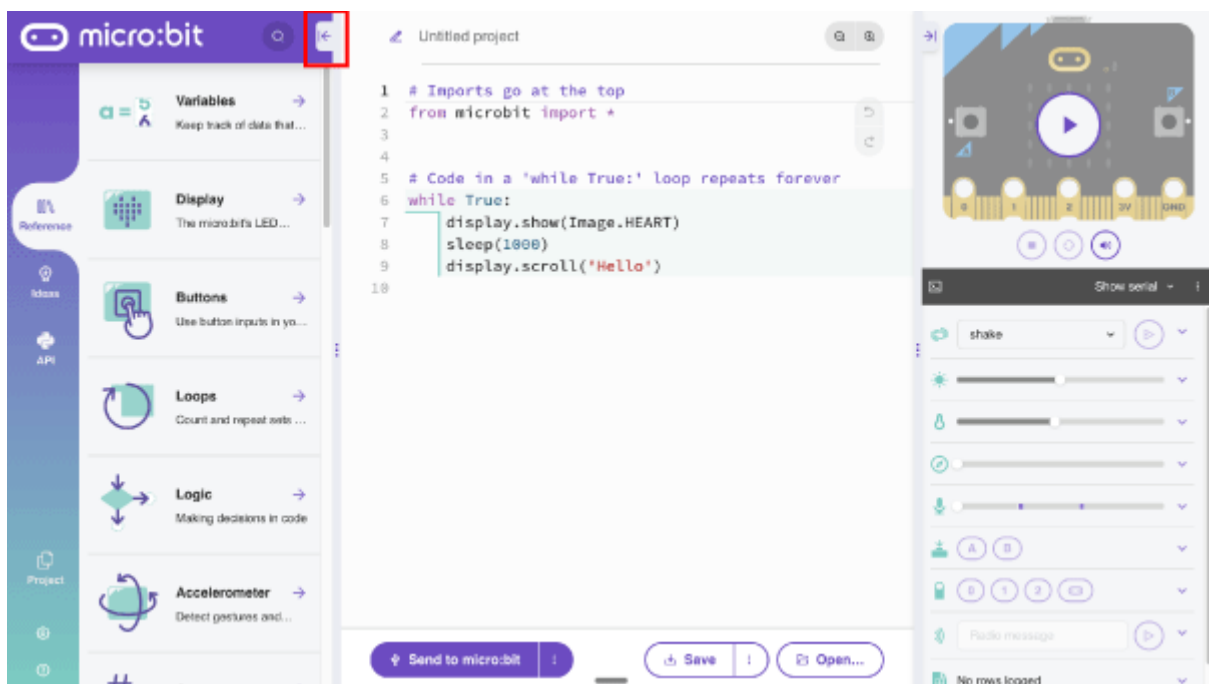 micro:bit
Reference
Ideas
API
Project
Variables
Keep track of data that...
Display
The micro:bit's LED...
Buttons
Use button inputs in yo...
Loops
Count and repeat sets ...
Logic
Making decisions in code
Accelerometer
Detect gestures and...
Untitled project
1 # Imports go at the top
2 from microbit import *
3
4
5 # Code in a 'while True:' loop repeats forever
6 while True:
7 display.show(Image.HEART)
8 sleep(1000)
9 display.scroll('Hello')
10
Send to micro:bit
Save
Open...
0 1 2 3V GND
Show serial
shake
A B
0 1 2
Radio message
No rows logged